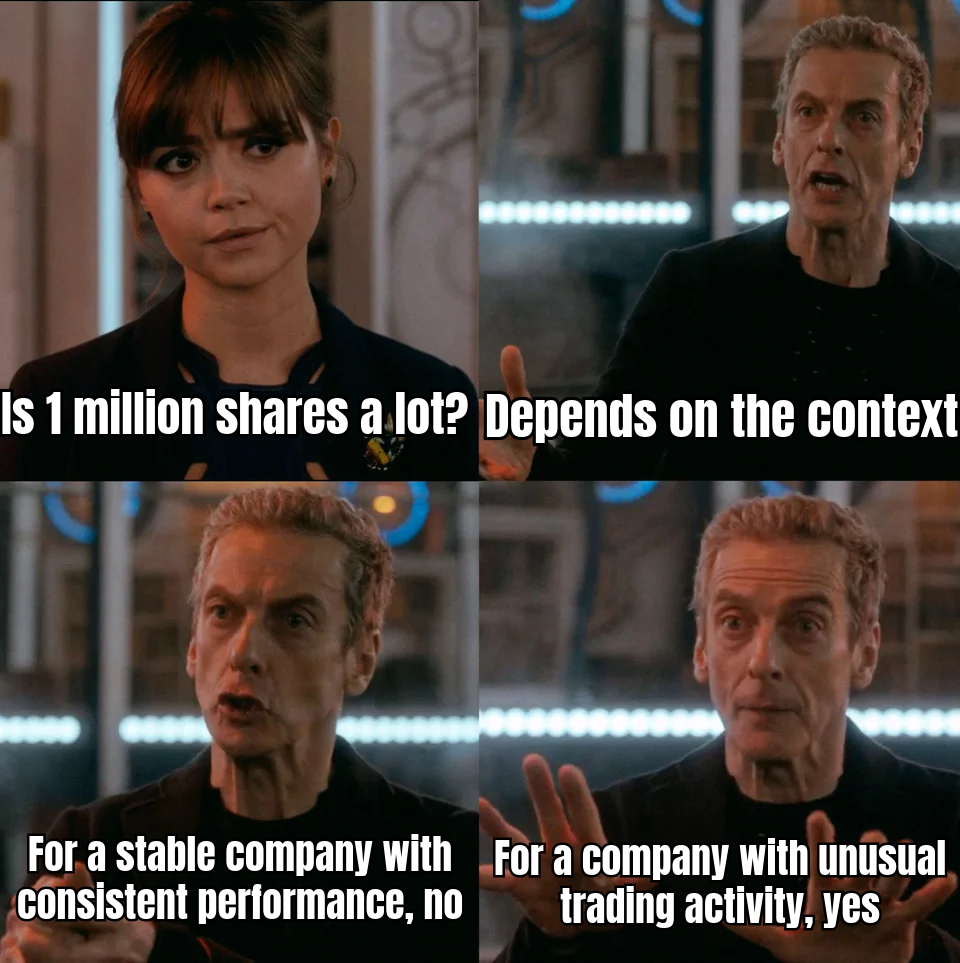 Is 1 million shares a lot?
Depends on the context
For a stable company with
consistent performance, no
For a company with unusual
trading activity, yes